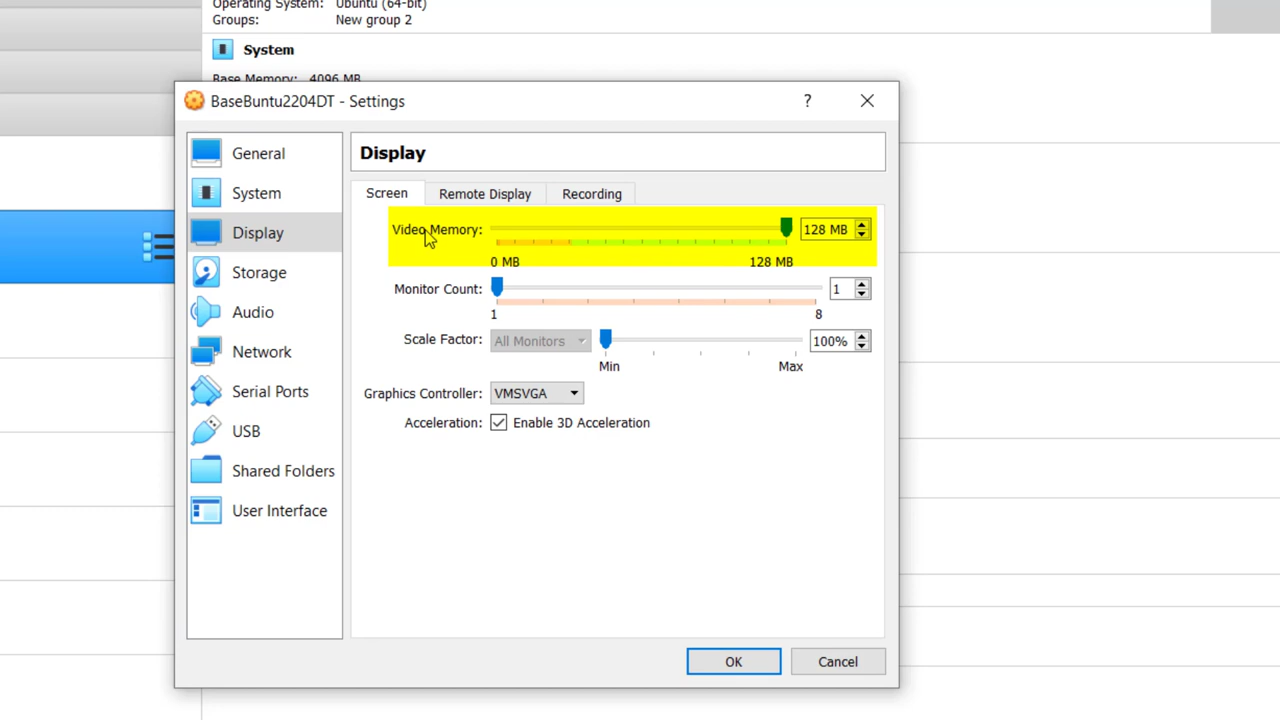 Operating System: Ubuntu (64-bit)
Groups: New group 2
System
Base Memory: 4096 MB
BaseBuntu2204DT - Settings
?
General
System
Display
Storage
Audio
Network
Serial Ports
USB
Shared Folders
User Interface
Display
Screen Remote Display Recording
Video Memory: 128 MB
0 MB 128 MB
Monitor Count: 1
1 8
Scale Factor: All Monitors 100%
Min Max
Graphics Controller: VMSVGA
Acceleration: Enable 3D Acceleration
OK Cancel